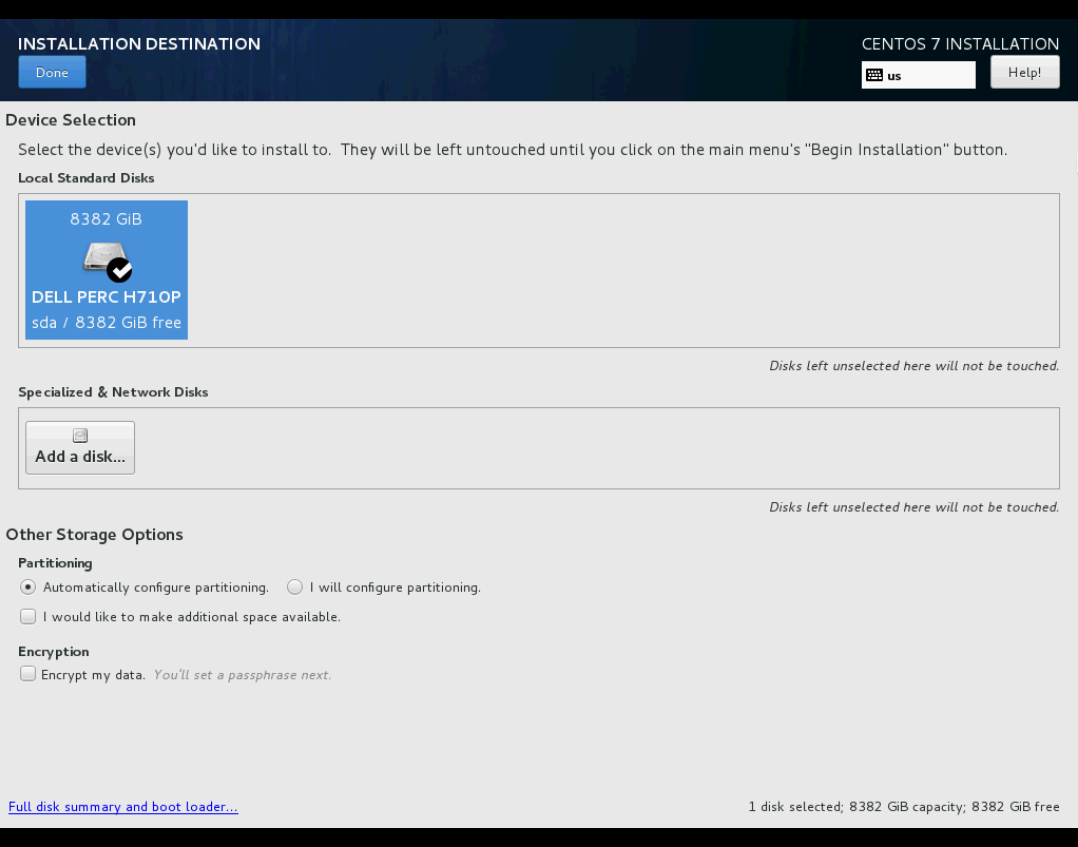 INSTALLATION DESTINATION
CENTOS 7 INSTALLATION
Done
us
Help!
Device Selection
Select the device(s) you'd like to install to. They will be left untouched until you click on the main menu's "Begin Installation" button.
Local Standard Disks
8382 GiB
DELL PERC H710P
sda / 8382 GiB free
Disks left unselected here will not be touched.
Specialized & Network Disks
Add a disk...
Disks left unselected here will not be touched.
Other Storage Options
Partitioning
Automatically configure partitioning. I will configure partitioning.
I would like to make additional space available.
Encryption
Encrypt my data. You'll set a passphrase next.
Full disk summary and boot loader...
1 disk selected; 8382 GiB capacity; 8382 GiB free